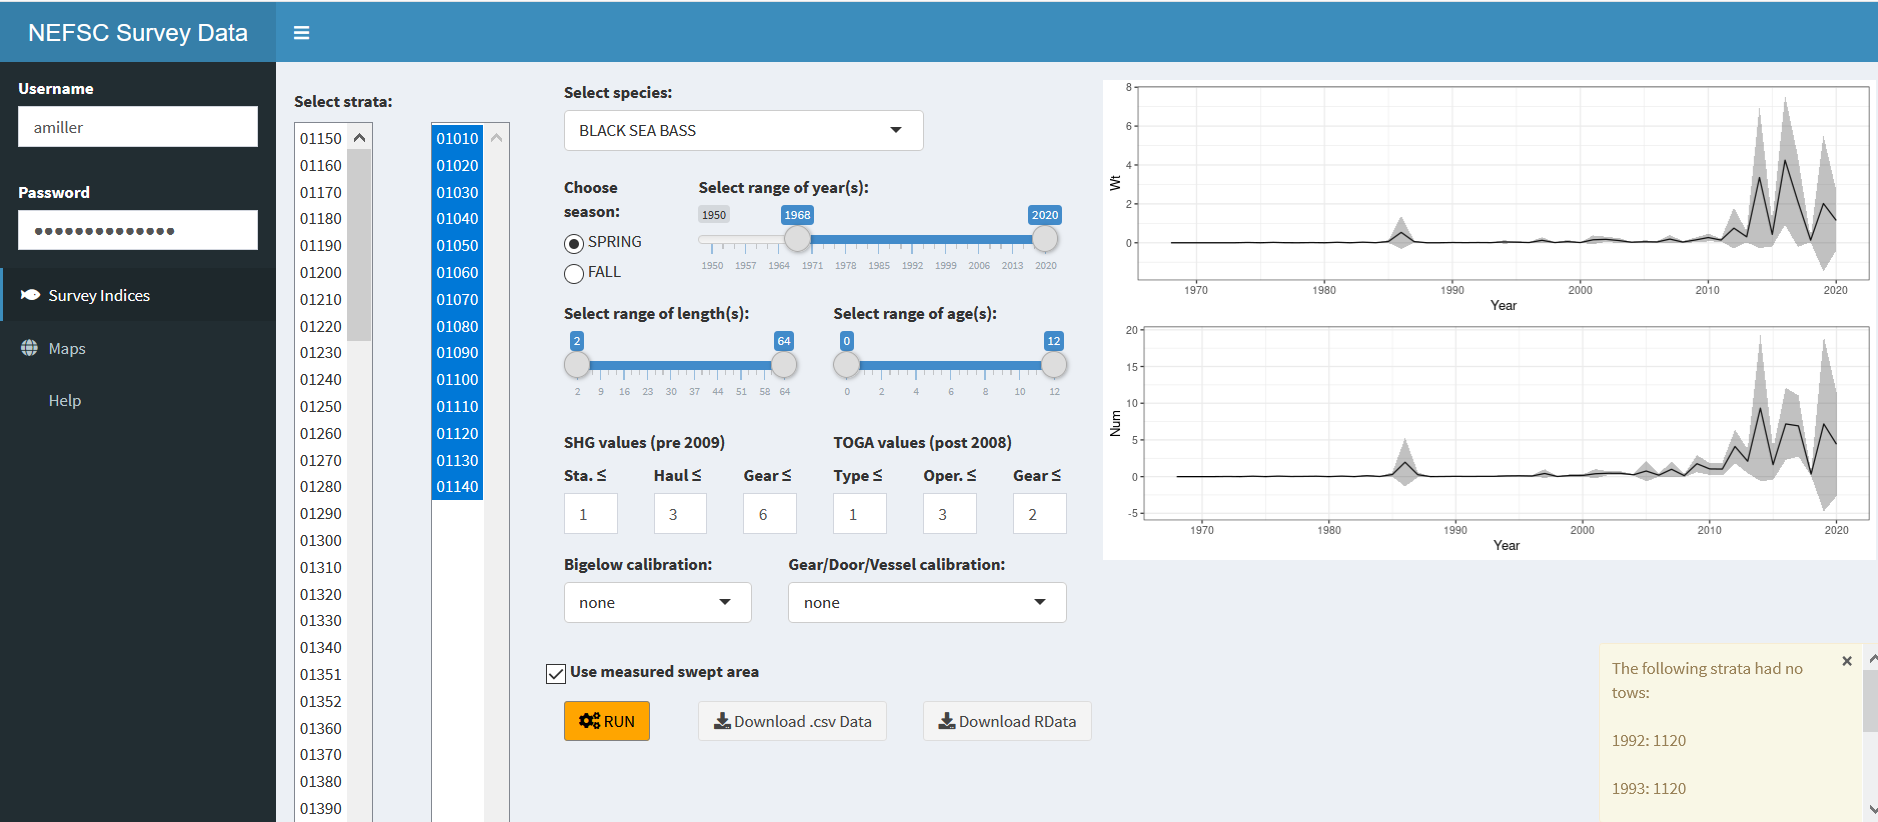 NEFSC Survey Data
Username
amiller
Password
••••••••••••••
Survey Indices
Maps
Help
Select strata:
01150
01160
01170
01180
01190
01200
01210
01220
01230
01240
01250
01260
01270
01280
01290
01300
01310
01320
01330
01340
01351
01352
01360
01370
01380
01390
01010
01020
01030
01040
01050
01060
01070
01080
01090
01100
01110
01120
01130
01140
Select species:
BLACK SEA BASS
Choose
season:
SPRING
FALL
Select range of year(s):
1950 1968 2020
1950 1957 1964 1971 1978 1985 1992 1999 2006 2013 2020
Select range of length(s):
2 64
2 9 16 23 30 37 44 51 58 64
Select range of age(s):
0 12
0 2 4 6 8 10 12
SHG values (pre 2009)
Sta. ≤ Haul ≤ Gear ≤
1 3 6
TOGA values (post 2008)
Type ≤ Oper. ≤ Gear ≤
1 3 2
Bigelow calibration:
none
Gear/Door/Vessel calibration:
none
Use measured swept area
RUN
Download .csv Data
Download RData
Wt
8
6
4
2
0
1970 1980 1990 2000 2010 2020
Year
Num
20
15
10
5
0
-5
1970 1980 1990 2000 2010 2020
Year
The following strata had no
tows:
1992: 1120
1993: 1120